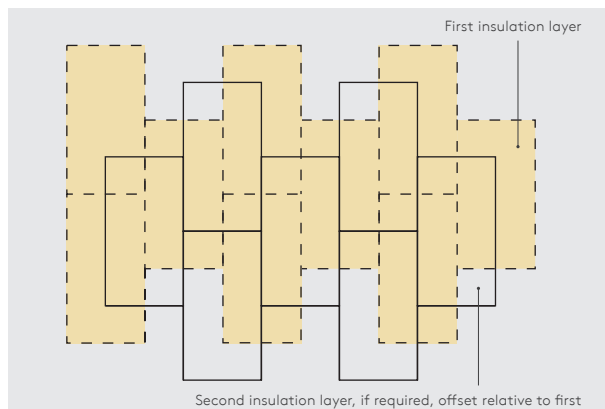 First insulation layer
Second insulation layer, if required, offset relative to first